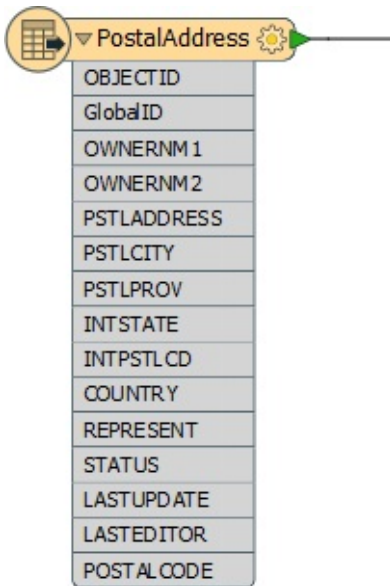 PostalAddress
OBJECTID
GlobalID
OWNERNM1
OWNERNM2
PSTLADDRESS
PSTLCITY
PSTLPROV
INTSTATE
INTPSTLCD
COUNTRY
REPRESENT
STATUS
LASTUPDATE
LASTEDITOR
POSTALCODE